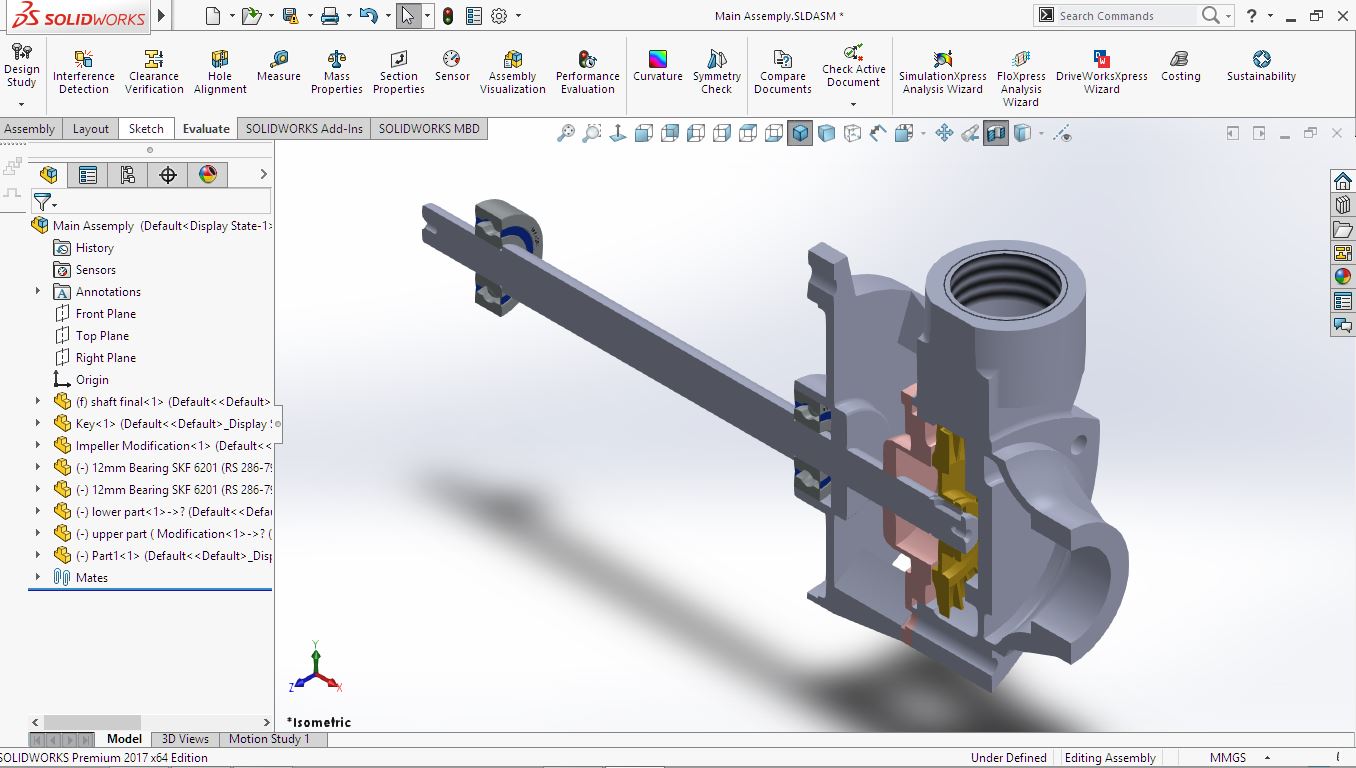 SOLIDWORKS
Main Assemply.SLDASM *
Search Commands
Design Study
Interference Detection
Clearance Verification
Hole Alignment
Measure
Mass Properties
Section Properties
Sensor
Assembly Visualization
Performance Evaluation
Curvature
Symmetry Check
Compare Documents
Check Active Document
SimulationXpress Analysis Wizard
FloXpress Analysis Wizard
DriveWorksXpress Wizard
Costing
Sustainability
Assembly Layout Sketch Evaluate SOLIDWORKS Add-Ins SOLIDWORKS MBD
Main Assemply (Default<Display State-1>
History
Sensors
Annotations
Front Plane
Top Plane
Right Plane
Origin
(f) shaft final<1> (Default<<Default>
Key<1> (Default<<Default>_Display
Impeller Modification<1> (Default<<
(-) 12mm Bearing SKF 6201 (RS 286-7
(-) 12mm Bearing SKF 6201 (RS 286-7
(-) lower part<1>->? (Default<<Defau
(-) upper part ( Modification<1>->? (
(-) Part1<1> (Default<<Default>_Disp
Mates
Y
Z
X
*Isometric
Model 3D Views Motion Study 1
SOLIDWORKS Premium 2017 x64 Edition
Under Defined
Editing Assembly
MMGS